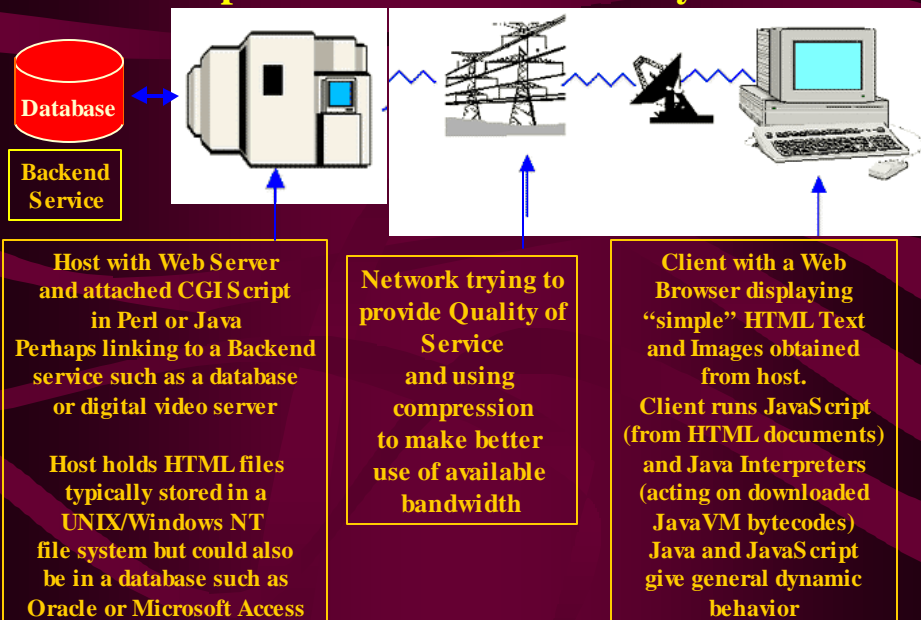 Database
Backend
Service
Host with Web Server
and attached CGI Script
in Perl or Java
Perhaps linking to a Backend
service such as a database
or digital video server
Host holds HTML files
typically stored in a
UNIX/Windows NT
file system but could also
be in a database such as
Oracle or Microsoft Access
Network trying to
provide Quality of
Service
and using
compression
to make better
use of available
bandwidth
Client with a Web
Browser displaying
“simple” HTML Text
and Images obtained
from host.
Client runs JavaScript
(from HTML documents)
and Java Interpreters
(acting on downloaded
JavaVM bytecodes)
Java and JavaScript
give general dynamic
behavior